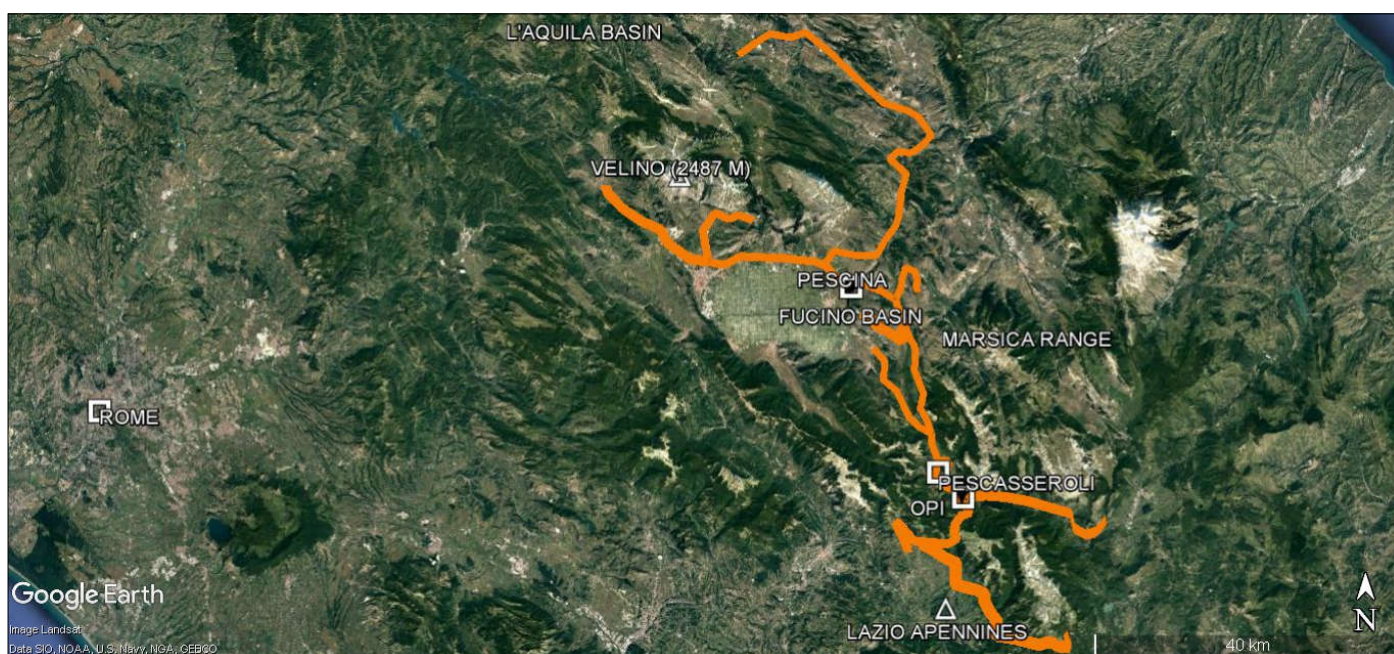 L'AQUILA BASIN
VELINO (2487 M)
PESCINA
FUCINO BASIN
MARSICA RANGE
ROME
PESCASSEROLI
OPI
Google Earth
LAZIO APENNINES
N
Image Landsat
40 km
Data SIO, NOAA, U.S. Navy, NGA, GEBCO